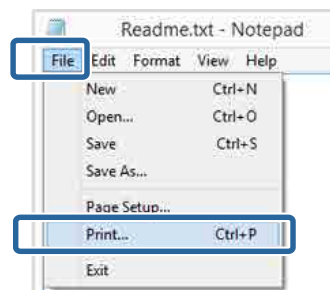 Readme.txt - Notepad
File Edit Format View Help
New Ctrl+N
Open... Ctrl+O
Save Ctrl+S
Save As...
Page Setup...
Print... Ctrl+P
Exit